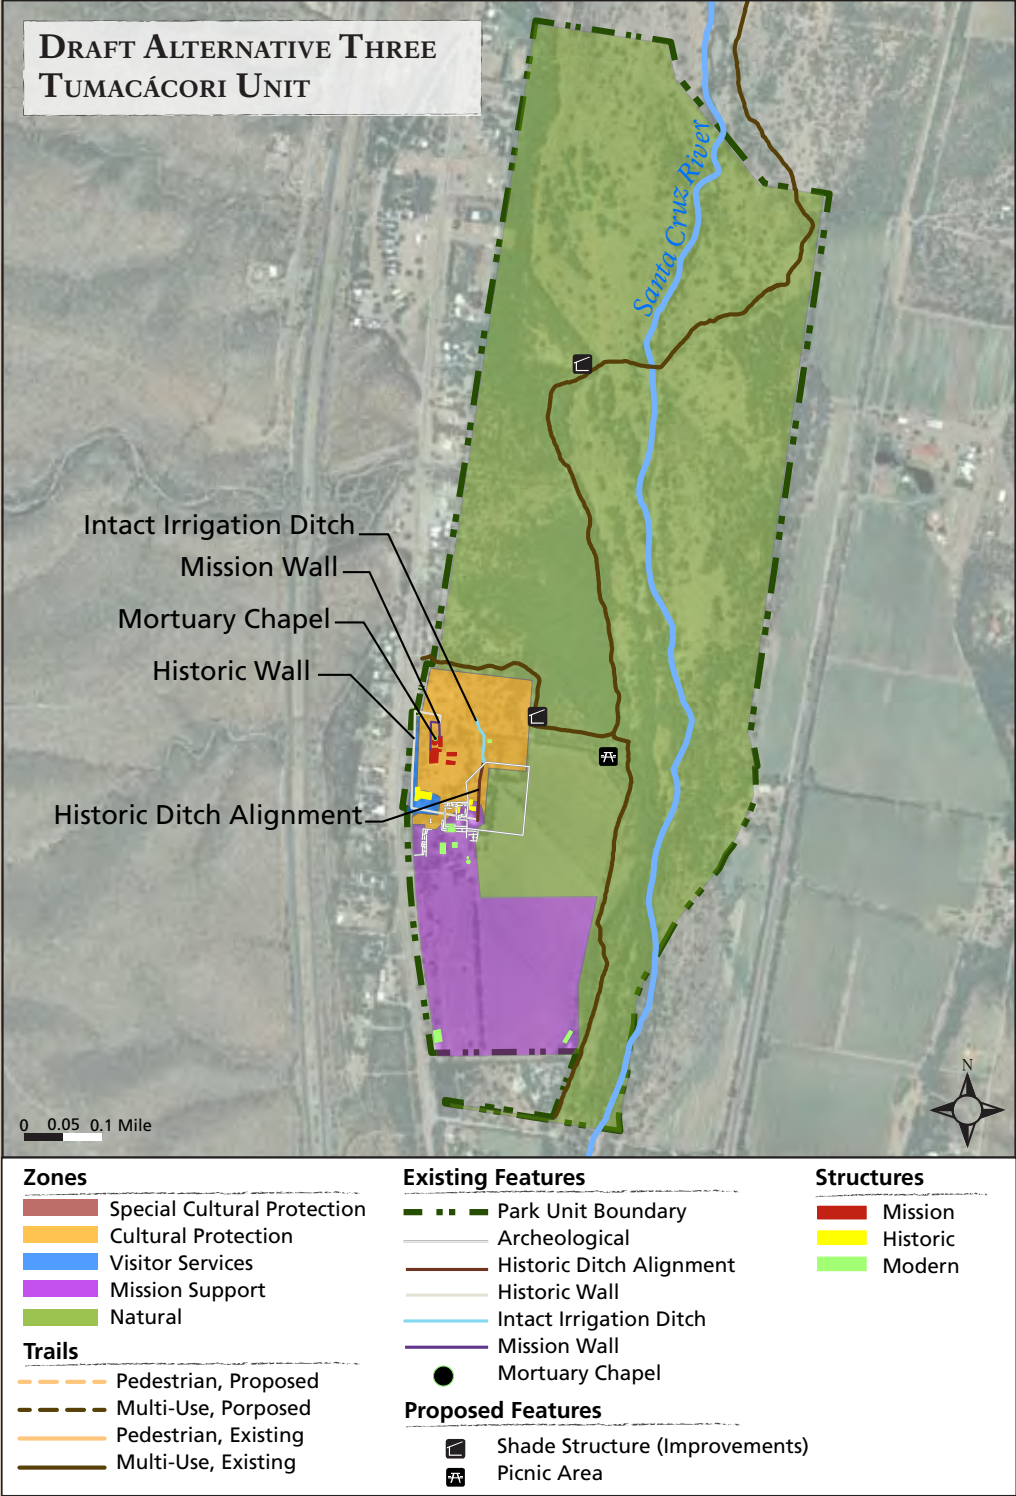 DRAFT ALTERNATIVE THREE
TUMACÁCORI UNIT
Santa Cruz River
Intact Irrigation Ditch
Mission Wall
Mortuary Chapel
Historic Wall
Historic Ditch Alignment
N
0 0.05 0.1 Mile
Zones
Special Cultural Protection
Cultural Protection
Visitor Services
Mission Support
Natural
Trails
Pedestrian, Proposed
Multi-Use, Porposed
Pedestrian, Existing
Multi-Use, Existing
Existing Features
Park Unit Boundary
Archeological
Historic Ditch Alignment
Historic Wall
Intact Irrigation Ditch
Mission Wall
Mortuary Chapel
Proposed Features
Shade Structure (Improvements)
Picnic Area
Structures
Mission
Historic
Modern